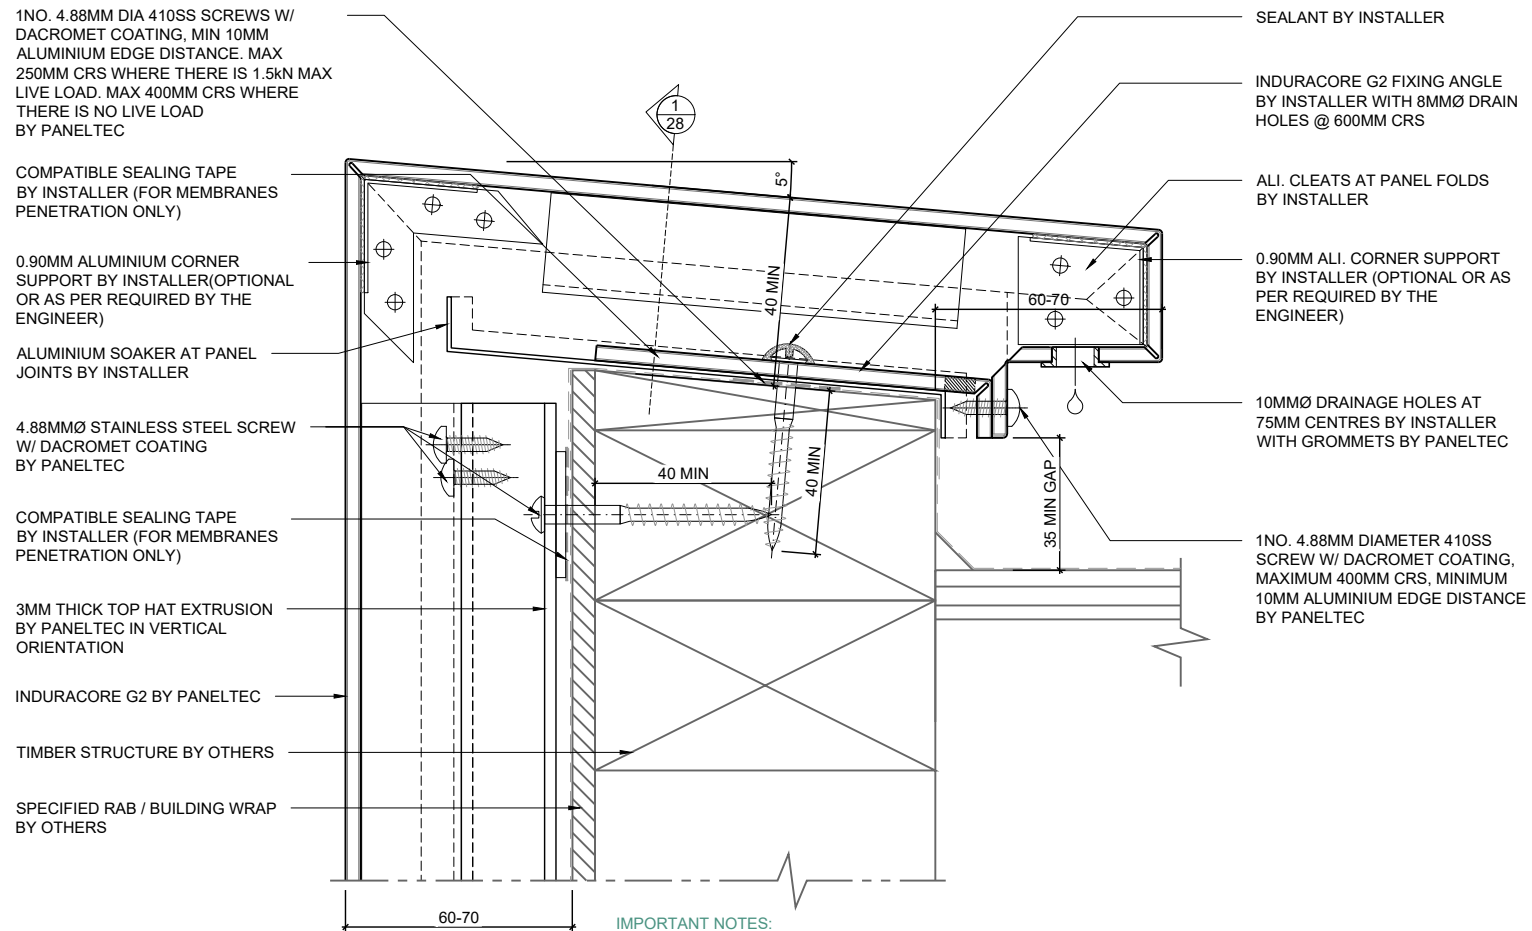 1NO. 4.88MM DIA 410SS SCREWS W/
DACROMET COATING, MIN 10MM
ALUMINIUM EDGE DISTANCE. MAX
250MM CRS WHERE THERE IS 1.5kN MAX
LIVE LOAD. MAX 400MM CRS WHERE
THERE IS NO LIVE LOAD
BY PANELTEC
COMPATIBLE SEALING TAPE
BY INSTALLER (FOR MEMBRANES
PENETRATION ONLY)
0.90MM ALUMINIUM CORNER
SUPPORT BY INSTALLER(OPTIONAL
OR AS PER REQUIRED BY THE
ENGINEER)
ALUMINIUM SOAKER AT PANEL
JOINTS BY INSTALLER
4.88MMØ STAINLESS STEEL SCREW
W/ DACROMET COATING
BY PANELTEC
COMPATIBLE SEALING TAPE
BY INSTALLER (FOR MEMBRANES
PENETRATION ONLY)
3MM THICK TOP HAT EXTRUSION
BY PANELTEC IN VERTICAL
ORIENTATION
INDURACORE G2 BY PANELTEC
TIMBER STRUCTURE BY OTHERS
SPECIFIED RAB / BUILDING WRAP
BY OTHERS
1
28
5°
40 MIN
60-70
40 MIN
40 MIN
35 MIN GAP
60-70
SEALANT BY INSTALLER
INDURACORE G2 FIXING ANGLE
BY INSTALLER WITH 8MMØ DRAIN
HOLES @ 600MM CRS
ALI. CLEATS AT PANEL FOLDS
BY INSTALLER
0.90MM ALI. CORNER SUPPORT
BY INSTALLER (OPTIONAL OR AS
PER REQUIRED BY THE
ENGINEER)
10MMØ DRAINAGE HOLES AT
75MM CENTRES BY INSTALLER
WITH GROMMETS BY PANELTEC
1NO. 4.88MM DIAMETER 410SS
SCREW W/ DACROMET COATING,
MAXIMUM 400MM CRS, MINIMUM
10MM ALUMINIUM EDGE DISTANCE
BY PANELTEC
IMPORTANT NOTES: